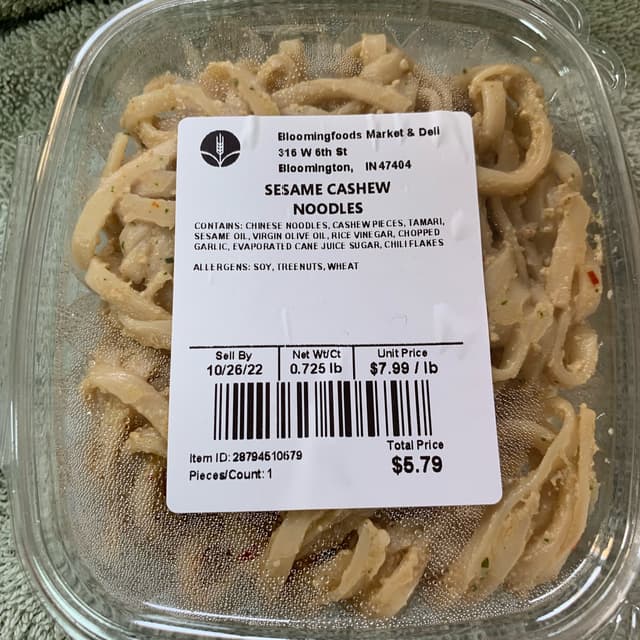 Bloomingfoods Market & Deli
316 W 6th St
Bloomington, IN 47404
SESAME CASHEW
NOODLES
CONTAINS: CHINESE NOODLES, CASHEW PIECES, TAMARI,
SESAME OIL, VIRGIN OLIVE OIL, RICE VINEGAR, CHOPPED
GARLIC, EVAPORATED CANE JUICE SUGAR, CHILI FLAKES
ALLERGENS: SOY, TREENUTS, WHEAT
Sell By Net Wt/Ct Unit Price
10/26/22 0.725 lb $7.99 / lb
Item ID: 28794510679 Total Price
Pieces/Count: 1 $5.79